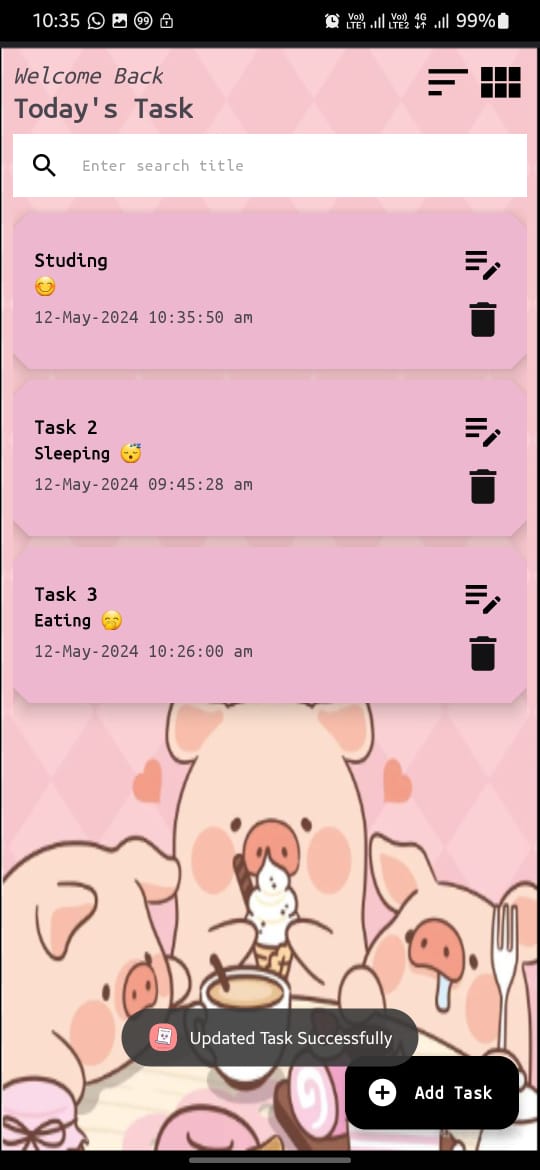 10:35 99 Vo)) LTE1 Vo)) LTE2 4G 99%
Welcome Back
Today's Task
Enter search title
Studing
😊
12-May-2024 10:35:50 am
Task 2
Sleeping 😴
12-May-2024 09:45:28 am
Task 3
Eating 🤭
12-May-2024 10:26:00 am
Updated Task Successfully
Add Task